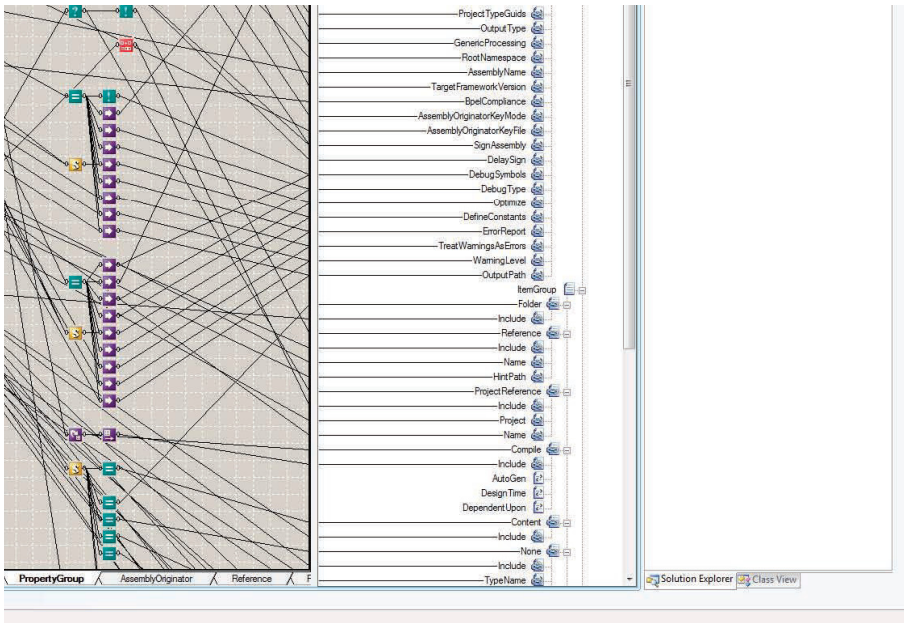 ProjectTypeGuids
OutputType
GenericProcessing
RootNamespace
AssemblyName
TargetFrameworkVersion
BpelCompliance
AssemblyOriginatorKeyMode
AssemblyOriginatorKeyFile
SignAssembly
DelaySign
DebugSymbols
DebugType
Optimize
DefineConstants
ErrorReport
TreatWarningsAsErrors
WarningLevel
OutputPath
ItemGroup
Folder
Include
Reference
Include
Name
HintPath
ProjectReference
Include
Project
Name
Compile
Include
AutoGen
DesignTime
DependentUpon
Content
Include
None
Include
TypeName
PropertyGroup AssemblyOriginator Reference
Solution Explorer Class View